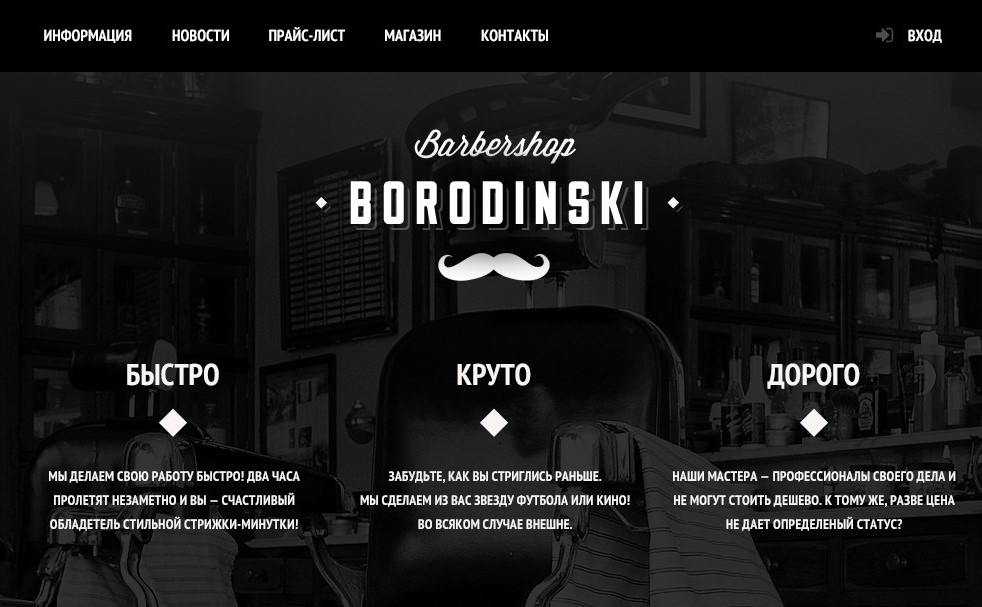 ИНФОРМАЦИЯ НОВОСТИ ПРАЙС-ЛИСТ МАГАЗИН КОНТАКТЫ ВХОД
Barbershop
BORODINSKI
БЫСТРО
МЫ ДЕЛАЕМ СВОЮ РАБОТУ БЫСТРО! ДВА ЧАСА
ПРОЛЕТЯТ НЕЗАМЕТНО И ВЫ — СЧАСТЛИВЫЙ
ОБЛАДЕТЕЛЬ СТИЛЬНОЙ СТРИЖКИ-МИНУТКИ!
КРУТО
ЗАБУДЬТЕ, КАК ВЫ СТРИГЛИСЬ РАНЬШЕ.
МЫ СДЕЛАЕМ ИЗ ВАС ЗВЕЗДУ ФУТБОЛА ИЛИ КИНО!
ВО ВСЯКОМ СЛУЧАЕ ВНЕШНЕ.
ДОРОГО
НАШИ МАСТЕРА — ПРОФЕССИОНАЛЫ СВОЕГО ДЕЛА И
НЕ МОГУТ СТОИТЬ ДЕШЕВО. К ТОМУ ЖЕ, РАЗВЕ ЦЕНА
НЕ ДАЕТ ОПРЕДЕЛЕНЫЙ СТАТУС?